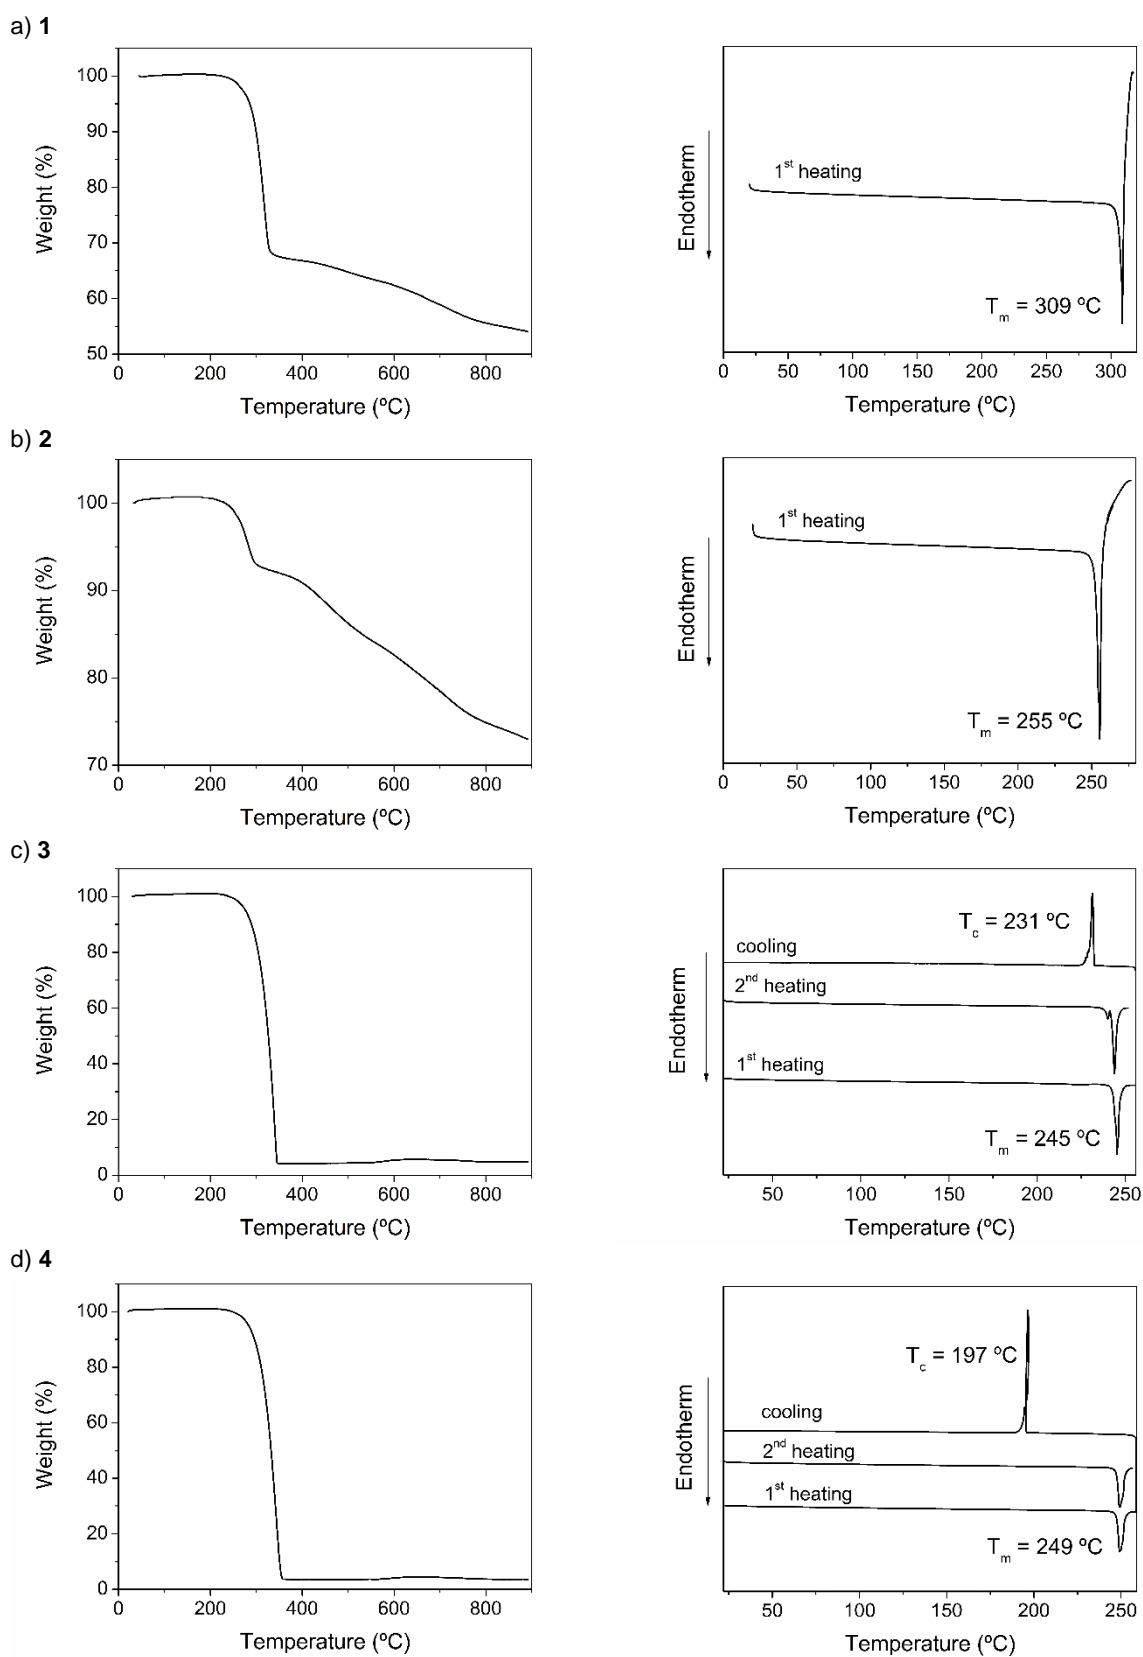 a) 1
100
90
80
70
60
50
0 200 400 600 800
Weight (%)
Temperature (ºC)
Endotherm
1st heating
Tm = 309 ºC
0 50 100 150 200 250 300
Temperature (ºC)
b) 2
100
90
80
70
0 200 400 600 800
Weight (%)
Temperature (ºC)
Endotherm
1st heating
Tm = 255 ºC
0 50 100 150 200 250
Temperature (ºC)
c) 3
100
80
60
40
20
0
0 200 400 600 800
Weight (%)
Temperature (ºC)
Endotherm
Tc = 231 ºC
cooling
2nd heating
1st heating
Tm = 245 ºC
50 100 150 200 250
Temperature (ºC)
d) 4
100
80
60
40
20
0
0 200 400 600 800
Weight (%)
Temperature (ºC)
Endotherm
Tc = 197 ºC
cooling
2nd heating
1st heating
Tm = 249 ºC
50 100 150 200 250
Temperature (ºC)